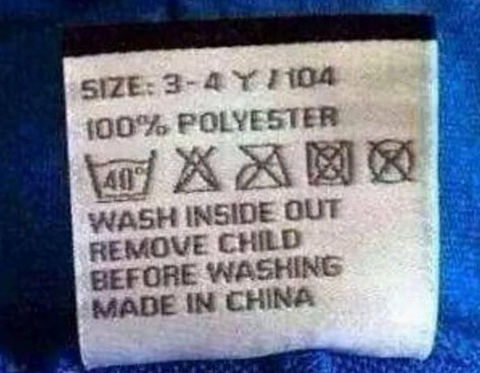 SIZE: 3-4 Y / 104
100% POLYESTER
40°
WASH INSIDE OUT
REMOVE CHILD
BEFORE WASHING
MADE IN CHINA